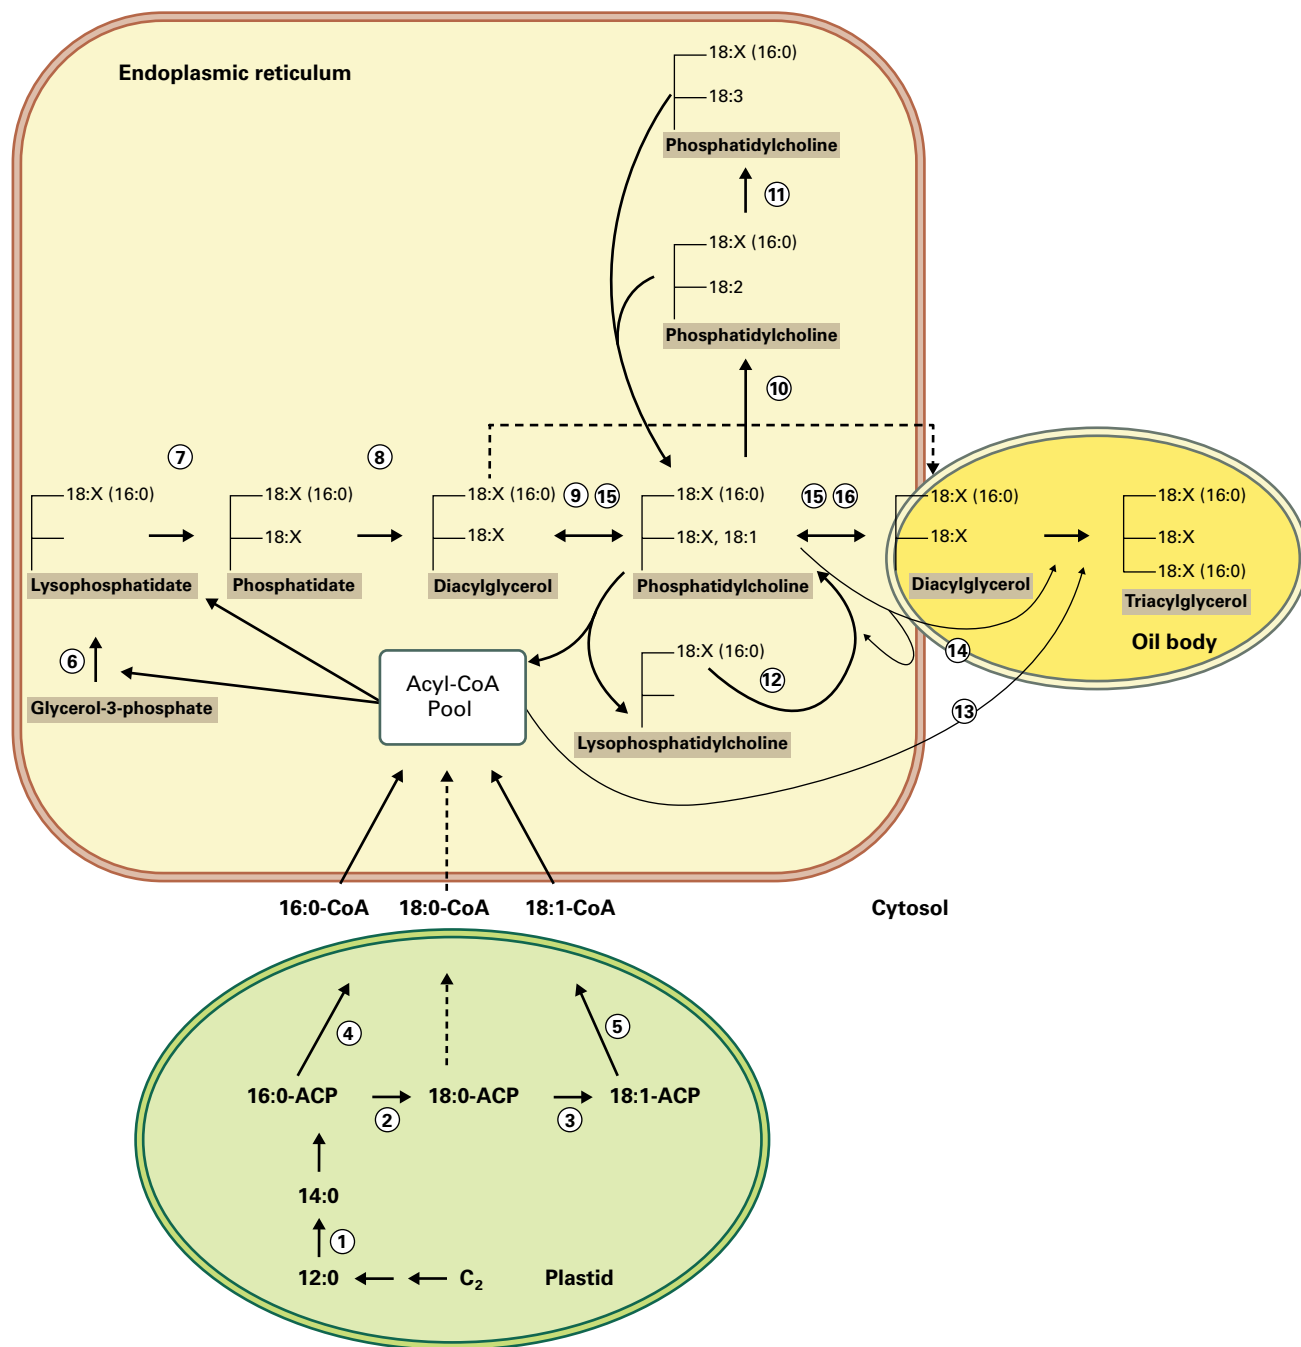 Endoplasmic reticulum
18:X (16:0)
18:3
Phosphatidylcholine
11
18:X (16:0)
18:2
Phosphatidylcholine
10
7
8
18:X (16:0)
Lysophosphatidate
18:X (16:0)
18:X
Phosphatidate
18:X (16:0)
18:X
Diacylglycerol
9 15
18:X (16:0)
18:X, 18:1
Phosphatidylcholine
15 16
18:X (16:0)
18:X
Diacylglycerol
18:X (16:0)
18:X
18:X (16:0)
Triacylglycerol
Oil body
6
Glycerol-3-phosphate
Acyl-CoA
Pool
18:X (16:0)
12
Lysophosphatidylcholine
14
13
16:0-CoA
18:0-CoA
18:1-CoA
Cytosol
4
5
16:0-ACP
2
18:0-ACP
3
18:1-ACP
14:0
1
12:0
C₂
Plastid